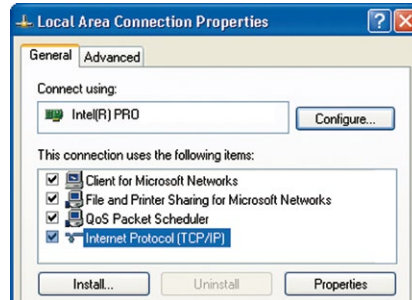 Local Area Connection Properties
General Advanced
Connect using:
Intel(R) PRO
Configure...
This connection uses the following items:
Client for Microsoft Networks
File and Printer Sharing for Microsoft Networks
QoS Packet Scheduler
Internet Protocol (TCP/IP)
Install... Uninstall Properties